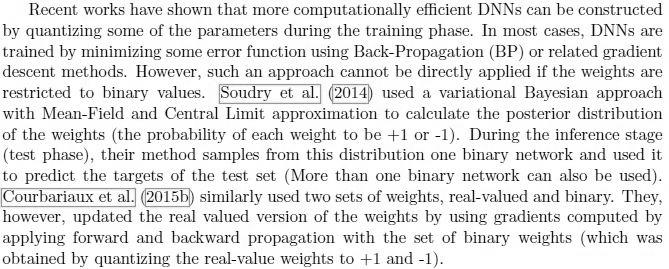 Recent works have shown that more computationally efficient DNNs can be constructed
by quantizing some of the parameters during the training phase. In most cases, DNNs are
trained by minimizing some error function using Back-Propagation (BP) or related gradient
descent methods. However, such an approach cannot be directly applied if the weights are
restricted to binary values. Soudry et al. (2014) used a variational Bayesian approach
with Mean-Field and Central Limit approximation to calculate the posterior distribution
of the weights (the probability of each weight to be +1 or -1). During the inference stage
(test phase), their method samples from this distribution one binary network and used it
to predict the targets of the test set (More than one binary network can also be used).
Courbariaux et al. (2015b) similarly used two sets of weights, real-valued and binary. They,
however, updated the real valued version of the weights by using gradients computed by
applying forward and backward propagation with the set of binary weights (which was
obtained by quantizing the real-value weights to +1 and -1).